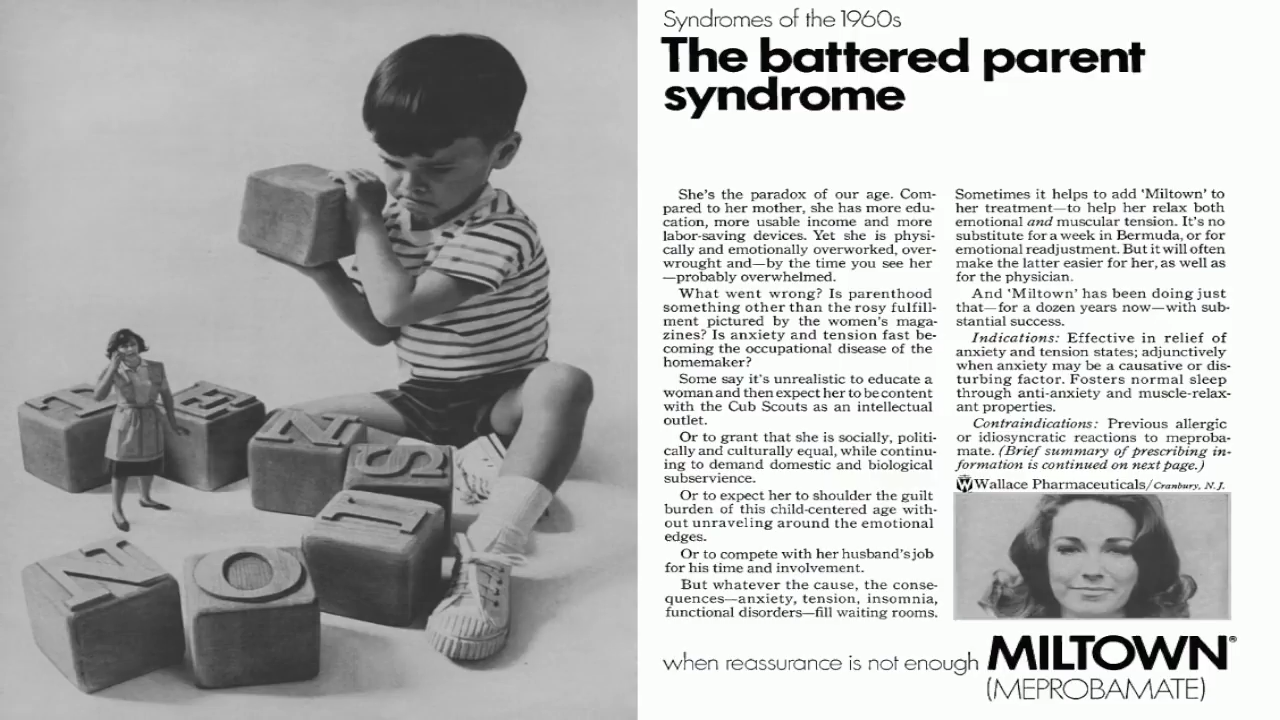 T
E
N
S
I
O
N
Syndromes of the 1960s
The battered parent
syndrome
She's the paradox of our age. Com-
pared to her mother, she has more edu-
cation, more usable income and more
labor-saving devices. Yet she is physi-
cally and emotionally overworked, over-
wrought and—by the time you see her
—probably overwhelmed.
What went wrong? Is parenthood
something other than the rosy fulfill-
ment pictured by the women's maga-
zines? Is anxiety and tension fast be-
coming the occupational disease of the
homemaker?
Some say it's unrealistic to educate a
woman and then expect her to be content
with the Cub Scouts as an intellectual
outlet.
Or to grant that she is socially, politi-
cally and culturally equal, while continu-
ing to demand domestic and biological
subservience.
Or to expect her to shoulder the guilt
burden of this child-centered age with-
out unraveling around the emotional
edges.
Or to compete with her husband's job
for his time and involvement.
But whatever the cause, the conse-
quences—anxiety, tension, insomnia,
functional disorders—fill waiting rooms.
Sometimes it helps to add 'Miltown' to
her treatment—to help her relax both
emotional and muscular tension. It's no
substitute for a week in Bermuda, or for
emotional readjustment. But it will often
make the latter easier for her, as well as
for the physician.
And 'Miltown' has been doing just
that—for a dozen years now—with sub-
stantial success.
Indications: Effective in relief of
anxiety and tension states; adjunctively
when anxiety may be a causative or dis-
turbing factor. Fosters normal sleep
through anti-anxiety and muscle-relax-
ant properties.
Contraindications: Previous allergic
or idiosyncratic reactions to meproba-
mate. (Brief summary of prescribing in-
formation is continued on next page.)
W Wallace Pharmaceuticals/Cranbury, N.J.
when reassurance is not enough MILTOWN®
(MEPROBAMATE)